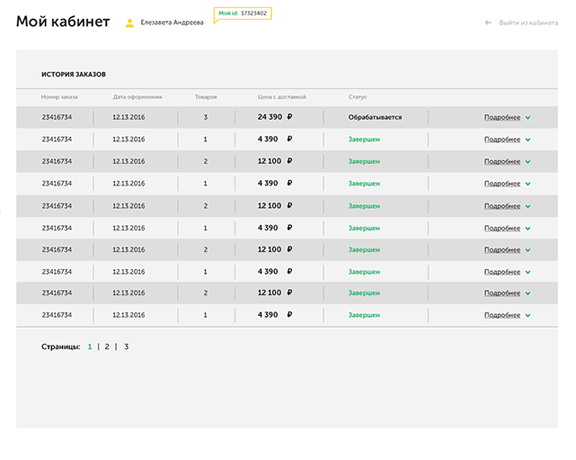 Мой кабинет Елезавета Андреева Мой id: 17323402 Выйти из кабинета
ИСТОРИЯ ЗАКАЗОВ
Номер заказа Дата оформления Товаров Цена с доставкой Статус
23416734 12.13.2016 3 24 390 ₽ Обрабатывается Подробнее
23416734 12.13.2016 1 4 390 ₽ Завершен Подробнее
23416734 12.13.2016 2 12 100 ₽ Завершен Подробнее
23416734 12.13.2016 1 4 390 ₽ Завершен Подробнее
23416734 12.13.2016 2 12 100 ₽ Завершен Подробнее
23416734 12.13.2016 1 4 390 ₽ Завершен Подробнее
23416734 12.13.2016 2 12 100 ₽ Завершен Подробнее
23416734 12.13.2016 1 4 390 ₽ Завершен Подробнее
23416734 12.13.2016 2 12 100 ₽ Завершен Подробнее
23416734 12.13.2016 1 4 390 ₽ Завершен Подробнее
Страницы: 1 | 2 | 3